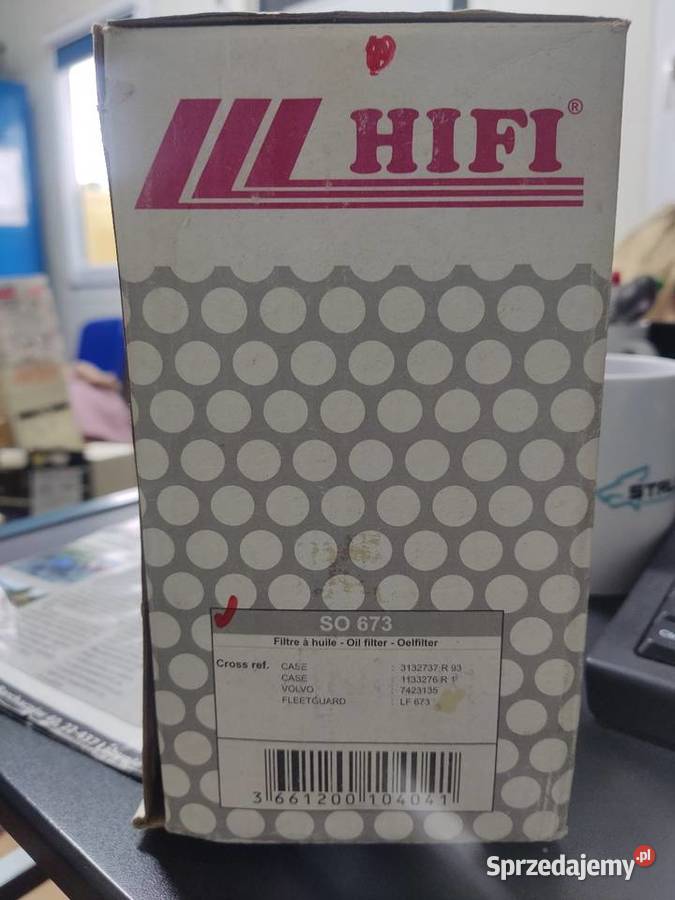 HIFI®
SO 673
Filtre à huile - Oil filter - Oelfilter
Cross ref. CASE : 3132737 R 93
CASE : 1133276 R 1
VOLVO : 7423135
FLEETGUARD : LF 673
3 661200 104041
Sprzedajemy.pl